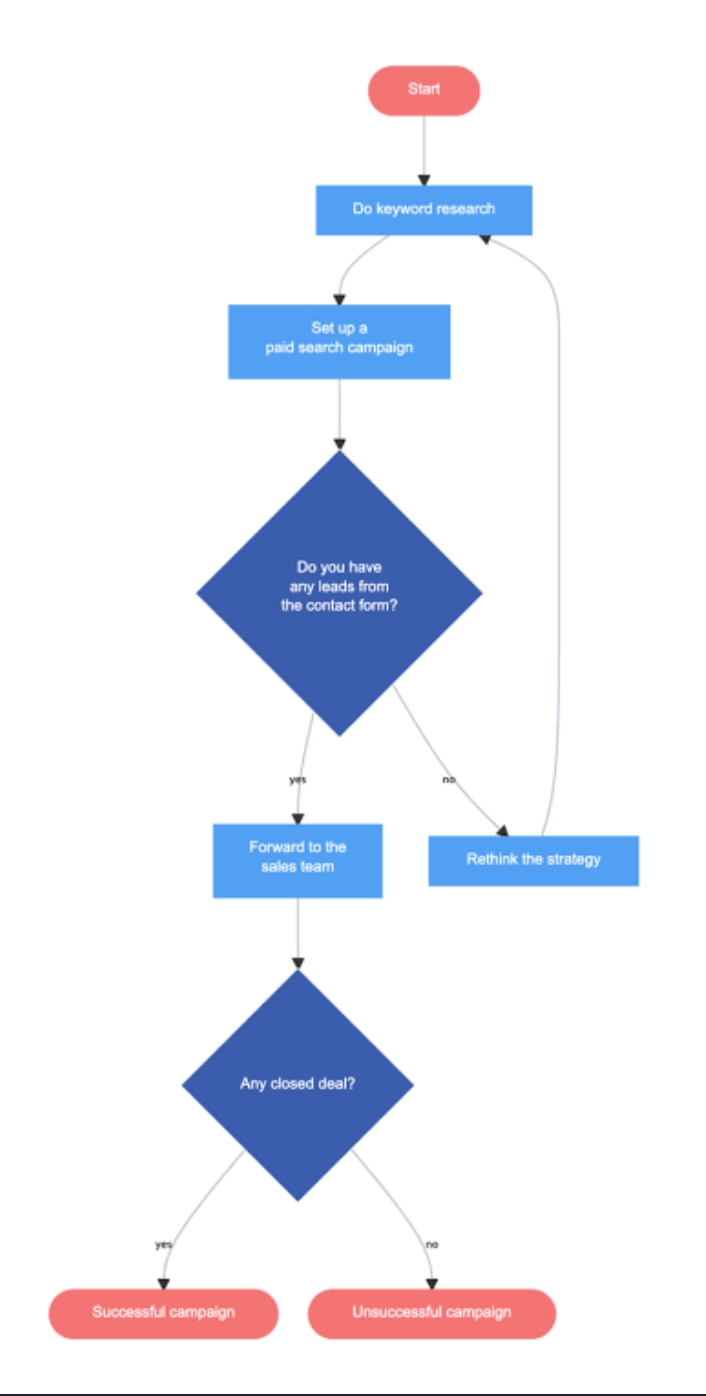 Start
Do keyword research
Set up a
paid search campaign
Do you have
any leads from
the contact form?
yes
no
Forward to the
sales team
Rethink the strategy
Any closed deal?
yes
no
Successful campaign
Unsuccessful campaign